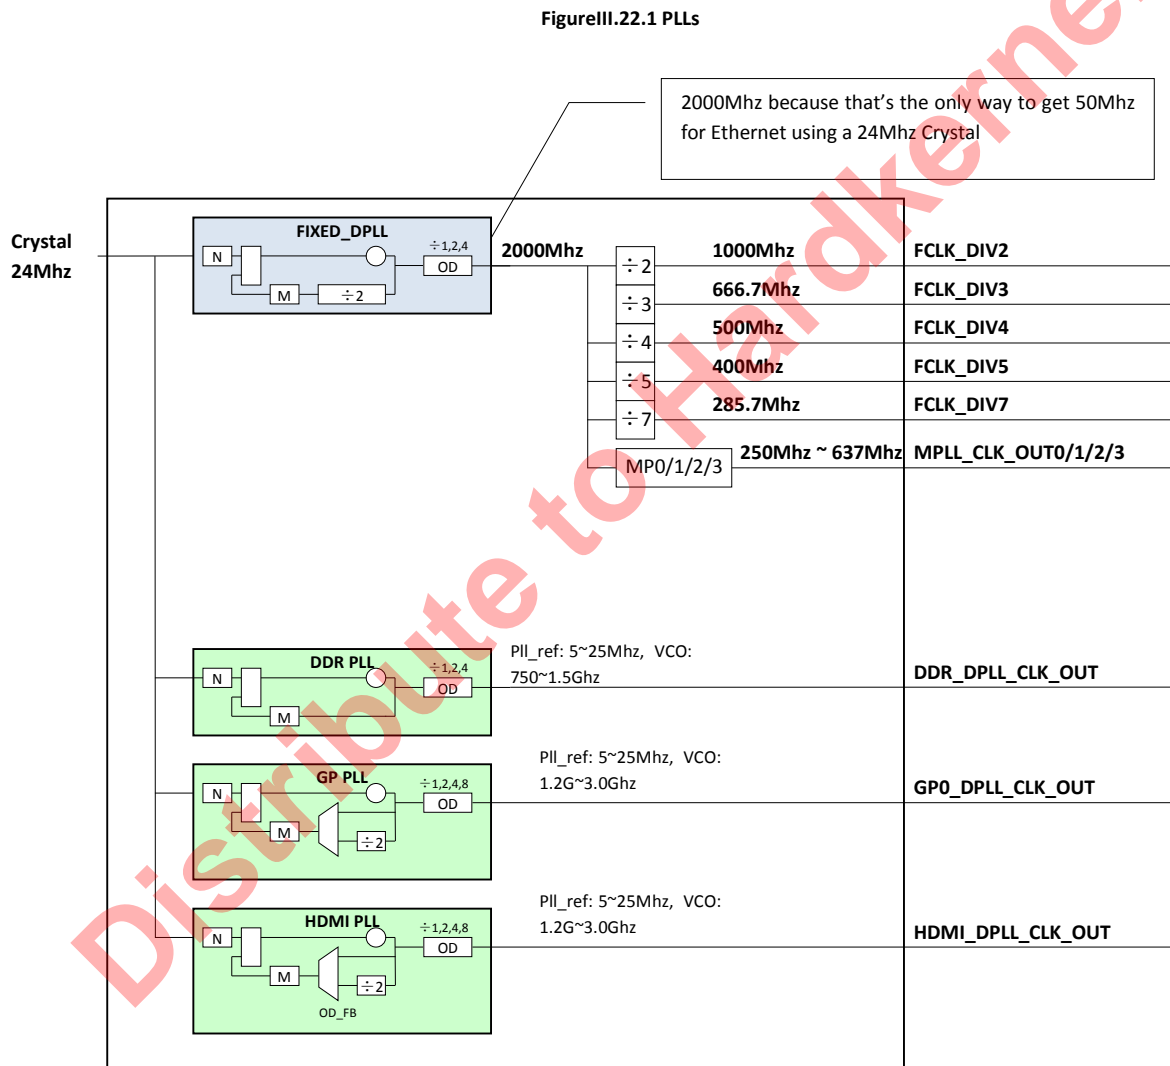 FigureIII.22.1 PLLs
2000Mhz because that's the only way to get 50Mhz
for Ethernet using a 24Mhz Crystal
Crystal
24Mhz
FIXED_DPLL
N
M
÷2
÷1,2,4
OD
2000Mhz
÷2
1000Mhz
FCLK_DIV2
÷3
666.7Mhz
FCLK_DIV3
÷4
500Mhz
FCLK_DIV4
÷5
400Mhz
FCLK_DIV5
÷7
285.7Mhz
FCLK_DIV7
MP0/1/2/3
250Mhz ~ 637Mhz
MPLL_CLK_OUT0/1/2/3
DDR PLL
N
M
÷1,2,4
OD
Pll_ref: 5~25Mhz, VCO:
750~1.5Ghz
DDR_DPLL_CLK_OUT
GP PLL
N
M
÷2
÷1,2,4,8
OD
Pll_ref: 5~25Mhz, VCO:
1.2G~3.0Ghz
GP0_DPLL_CLK_OUT
HDMI PLL
N
M
÷2
OD_FB
÷1,2,4,8
OD
Pll_ref: 5~25Mhz, VCO:
1.2G~3.0Ghz
HDMI_DPLL_CLK_OUT
Distribute to Hardkerne